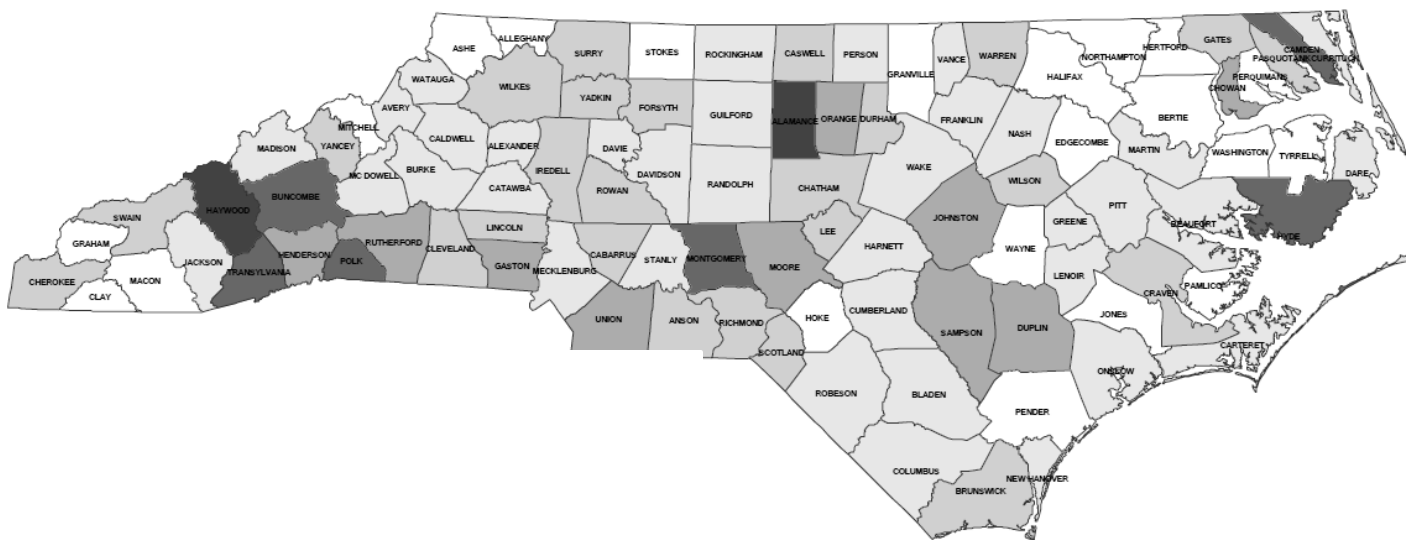 ASHE
ALLEGHANY
SURRY
STOKES
ROCKINGHAM
CASWELL
PERSON
GRANVILLE
VANCE
WARREN
NORTHAMPTON
HERTFORD
GATES
CAMDEN
PASQUOTANK
CURRITUCK
HALIFAX
PERQUIMANS
CHOWAN
WATAUGA
WILKES
YADKIN
FORSYTH
GUILFORD
ALAMANCE
ORANGE
DURHAM
FRANKLIN
NASH
EDGECOMBE
BERTIE
AVERY
MITCHELL
CALDWELL
ALEXANDER
DAVIE
MADISON
YANCEY
MARTIN
WASHINGTON
TYRRELL
DARE
MC DOWELL
BURKE
IREDELL
DAVIDSON
RANDOLPH
CHATHAM
WAKE
WILSON
HAYWOOD
BUNCOMBE
CATAWBA
ROWAN
PITT
SWAIN
JOHNSTON
GREENE
BEAUFORT
HYDE
GRAHAM
RUTHERFORD
LINCOLN
LEE
HARNETT
WAYNE
JACKSON
HENDERSON
POLK
CLEVELAND
GASTON
MECKLENBURG
CABARRUS
STANLY
MONTGOMERY
MOORE
LENOIR
CHEROKEE
MACON
TRANSYLVANIA
CLAY
CRAVEN
PAMLICO
UNION
ANSON
RICHMOND
HOKE
CUMBERLAND
SAMPSON
DUPLIN
JONES
SCOTLAND
CARTERET
ONSLOW
ROBESON
BLADEN
PENDER
COLUMBUS
BRUNSWICK
NEW HANOVER